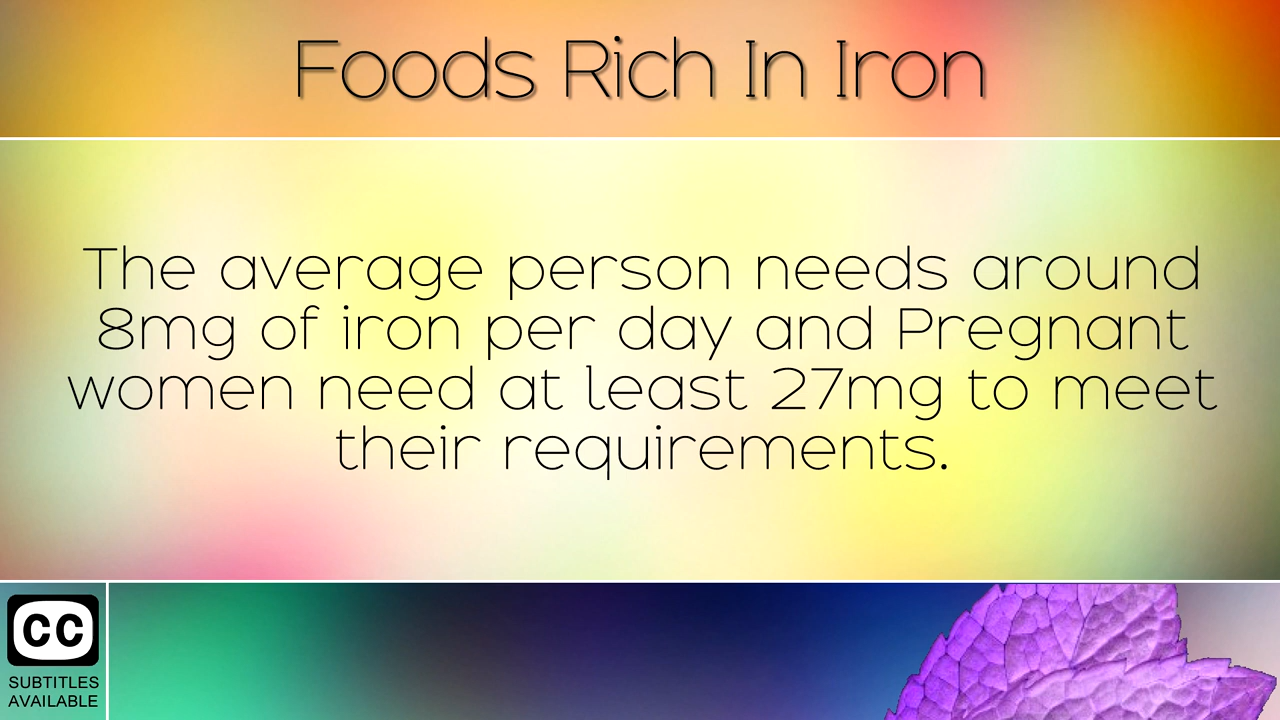 Foods Rich In Iron
The average person needs around
8mg of iron per day and Pregnant
women need at least 27mg to meet
their requirements.
CC
SUBTITLES
AVAILABLE